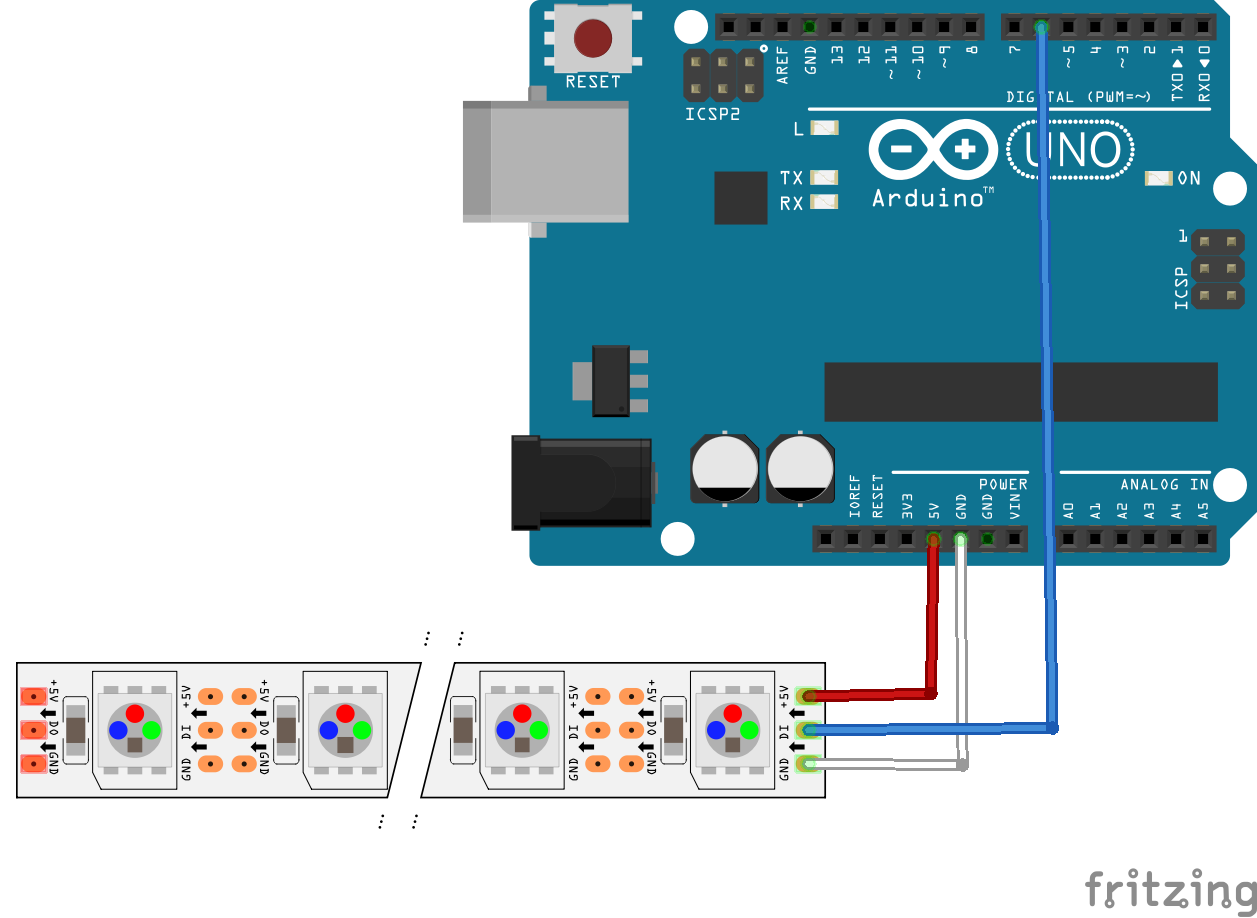 RESET
ICSP2
AREF
GND
13
12
~11
~10
~9
8
7
~5
4
~3
2
TX0▶1
RX0◀0
DIGITAL (PWM=~)
L
TX
RX
Arduino™
UNO
ON
1
ICSP
POWER
ANALOG IN
IOREF
RESET
3V3
5V
GND
GND
VIN
A0
A1
A2
A3
A4
A5
+5V
DO
GND
+5V
DI
GND
+5V
DO
GND
+5V
DI
GND
+5V
DO
GND
+5V
DI
GND
fritzing